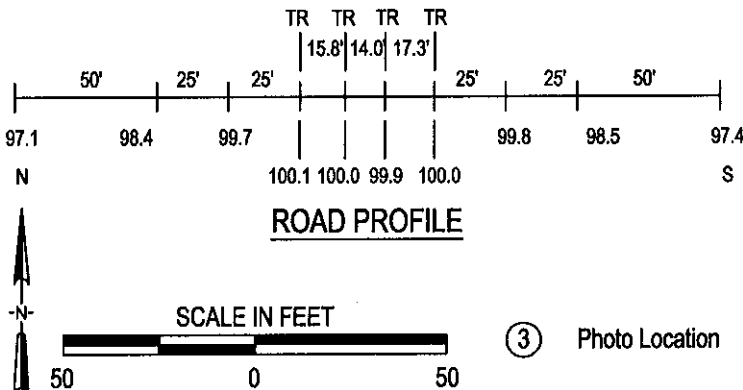 TR TR TR TR
15.8' 14.0' 17.3'
50' 25' 25' 25' 25' 50'
97.1 98.4 99.7 99.8 98.5 97.4
N 100.1 100.0 99.9 100.0 S
ROAD PROFILE
-N-
SCALE IN FEET
3 Photo Location
50 0 50